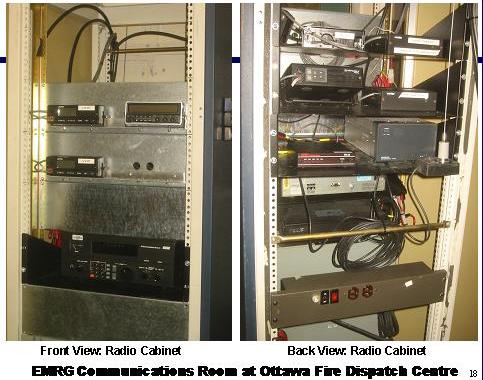 Front View: Radio Cabinet
Back View: Radio Cabinet
EMRG Communications Room at Ottawa Fire Dispatch Centre
18